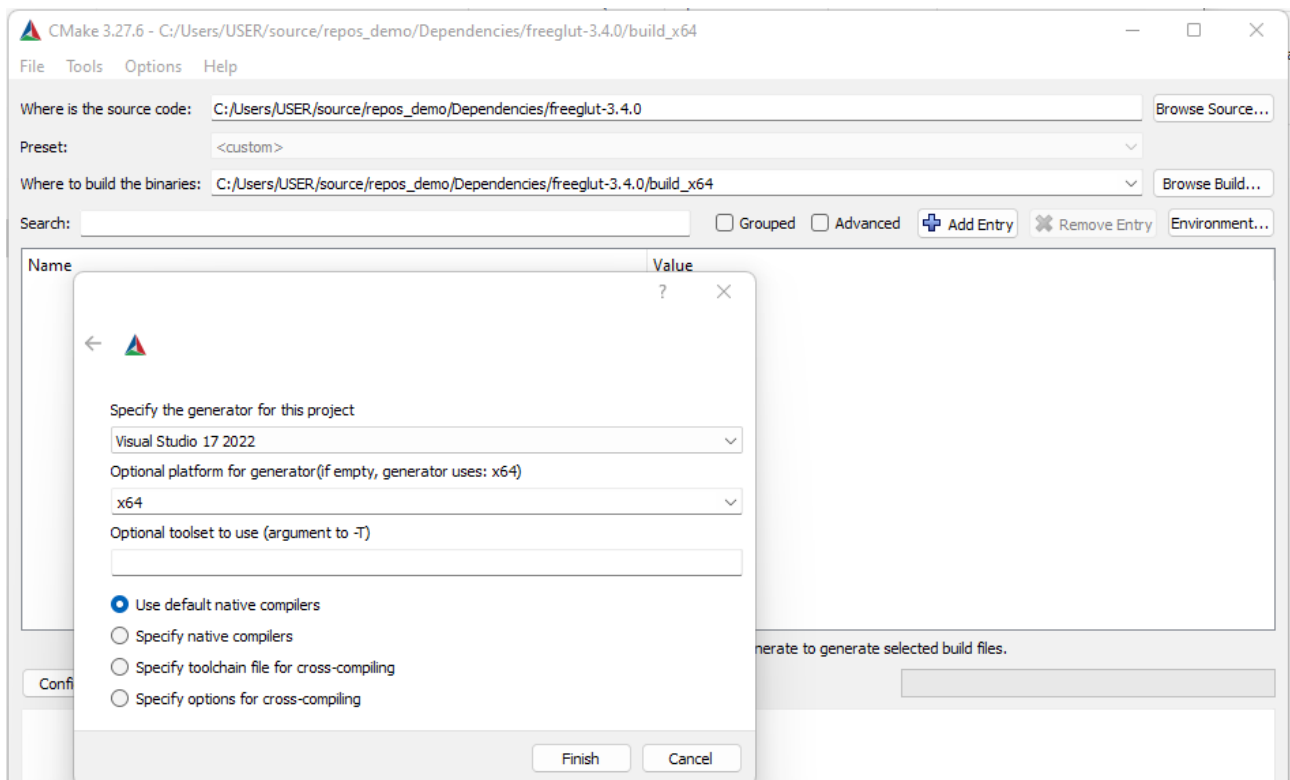 CMake 3.27.6 - C:/Users/USER/source/repos_demo/Dependencies/freeglut-3.4.0/build_x64
File Tools Options Help
Where is the source code: C:/Users/USER/source/repos_demo/Dependencies/freeglut-3.4.0 Browse Source...
Preset: <custom>
Where to build the binaries: C:/Users/USER/source/repos_demo/Dependencies/freeglut-3.4.0/build_x64 Browse Build...
Search: Grouped Advanced Add Entry Remove Entry Environment...
Name Value
?
Specify the generator for this project
Visual Studio 17 2022
Optional platform for generator(if empty, generator uses: x64)
x64
Optional toolset to use (argument to -T)
Use default native compilers
Specify native compilers
nerate to generate selected build files.
Specify toolchain file for cross-compiling
Confi
Specify options for cross-compiling
Finish Cancel